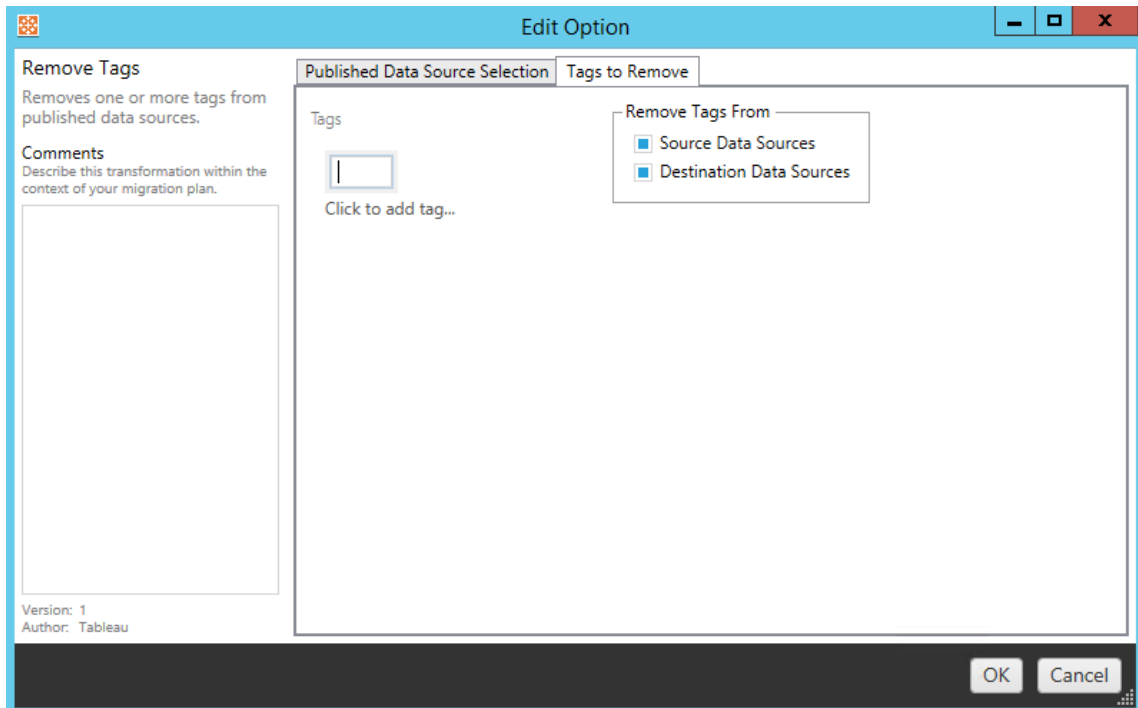 Edit Option
X
Remove Tags
Removes one or more tags from
published data sources.
Comments
Describe this transformation within the
context of your migration plan.
Version: 1
Author: Tableau
Published Data Source Selection
Tags to Remove
Tags
Click to add tag...
Remove Tags From
Source Data Sources
Destination Data Sources
OK
Cancel